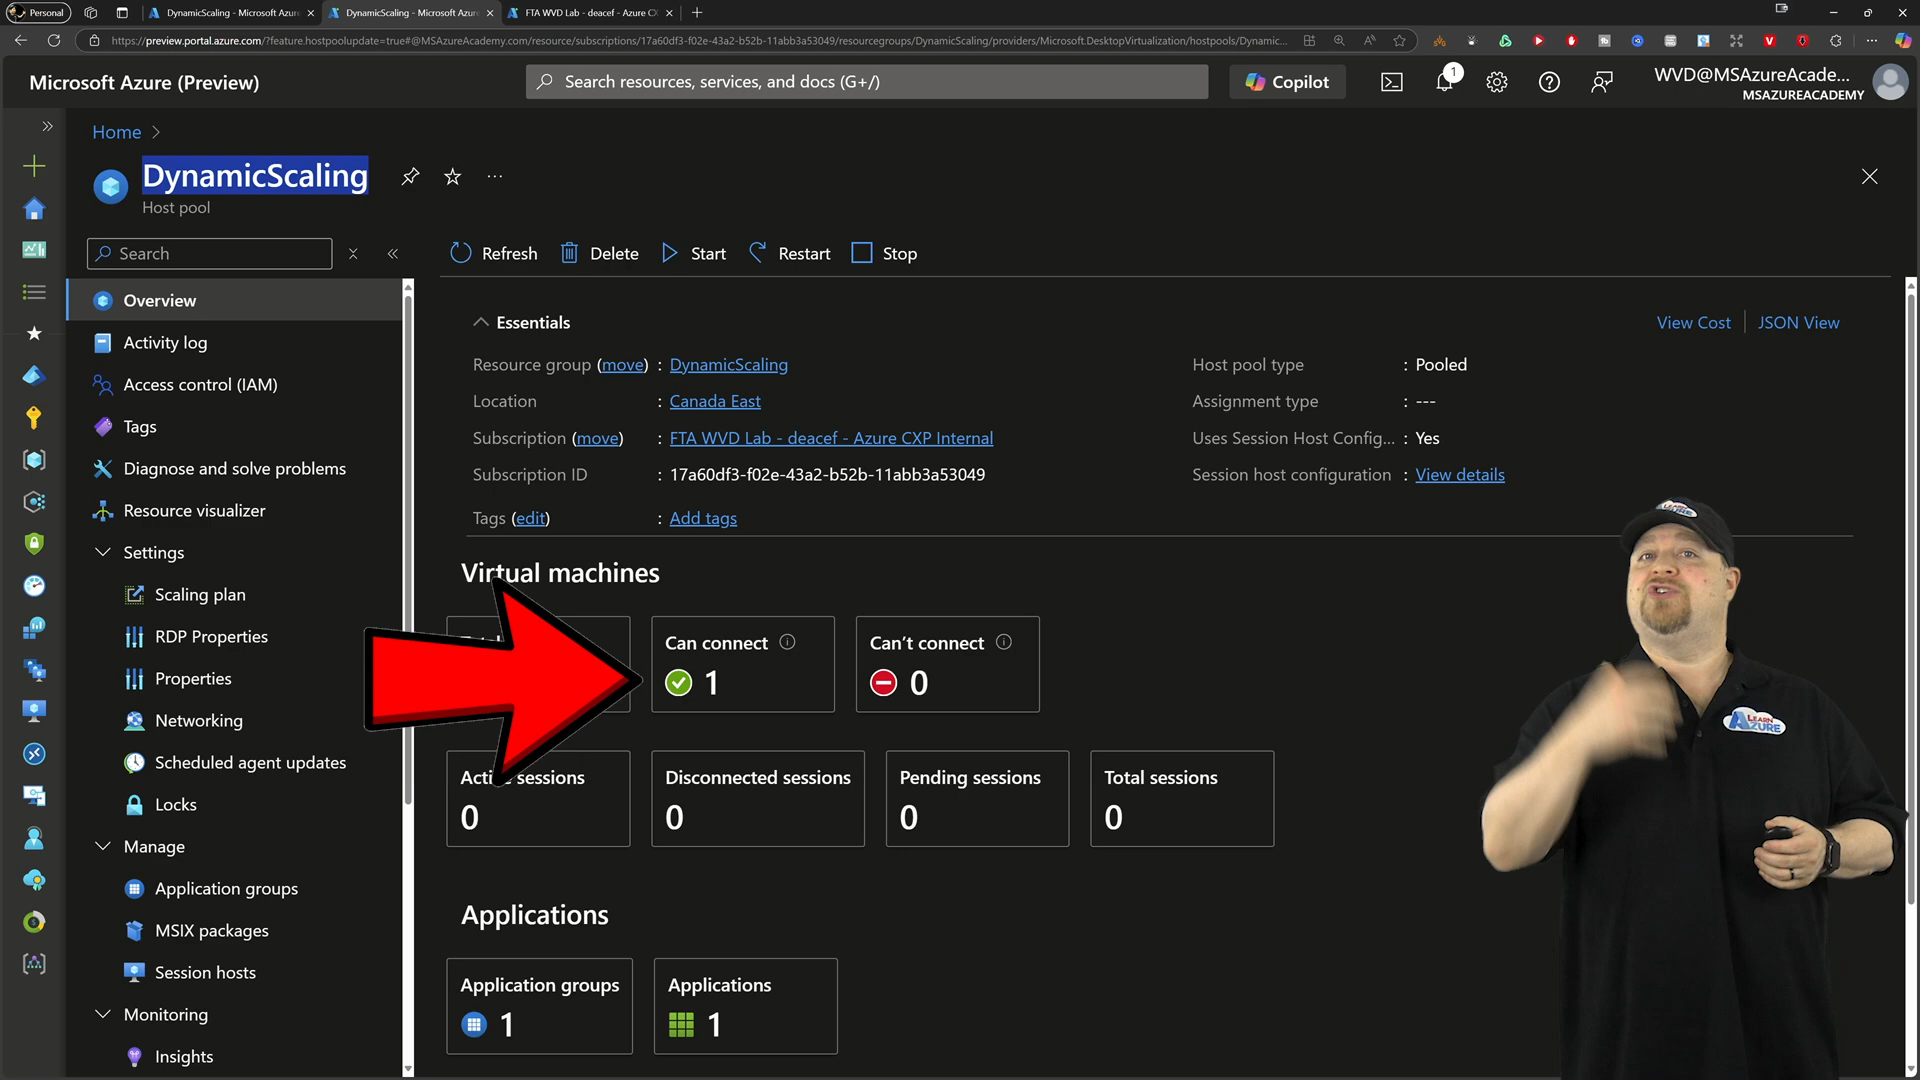 Personal
DynamicScaling - Microsoft Azur
DynamicScaling - Microsoft Azur
FTA WVD Lab - deacef - Azure C
https://preview.portal.azure.com/?feature.hostpoolupdate=true#@MSAzureAcademy.com/resource/subscriptions/17a60df3-f02e-43a2-b52b-11abb3a53049/resourcegroups/DynamicScaling/providers/Microsoft.DesktopVirtualization/hostpools/Dynamic...
Microsoft Azure (Preview)
Search resources, services, and docs (G+/)
Copilot
1
WVD@MSAzureAcade...
MSAZUREACADEMY
Home
DynamicScaling
Host pool
Search
Refresh
Delete
Start
Restart
Stop
Overview
Activity log
Access control (IAM)
Tags
Diagnose and solve problems
Resource visualizer
Settings
Scaling plan
RDP Properties
Properties
Networking
Scheduled agent updates
Locks
Manage
Application groups
MSIX packages
Session hosts
Monitoring
Insights
Essentials
View Cost
JSON View
Resource group (move) : DynamicScaling
Location : Canada East
Subscription (move) : FTA WVD Lab - deacef - Azure CXP Internal
Subscription ID : 17a60df3-f02e-43a2-b52b-11abb3a53049
Tags (edit) : Add tags
Host pool type : Pooled
Assignment type : ---
Uses Session Host Config... : Yes
Session host configuration : View details
Virtual machines
Can connect
1
Can't connect
0
Active sessions
0
Disconnected sessions
0
Pending sessions
0
Total sessions
0
Applications
Application groups
1
Applications
1
LEARN
AZURE